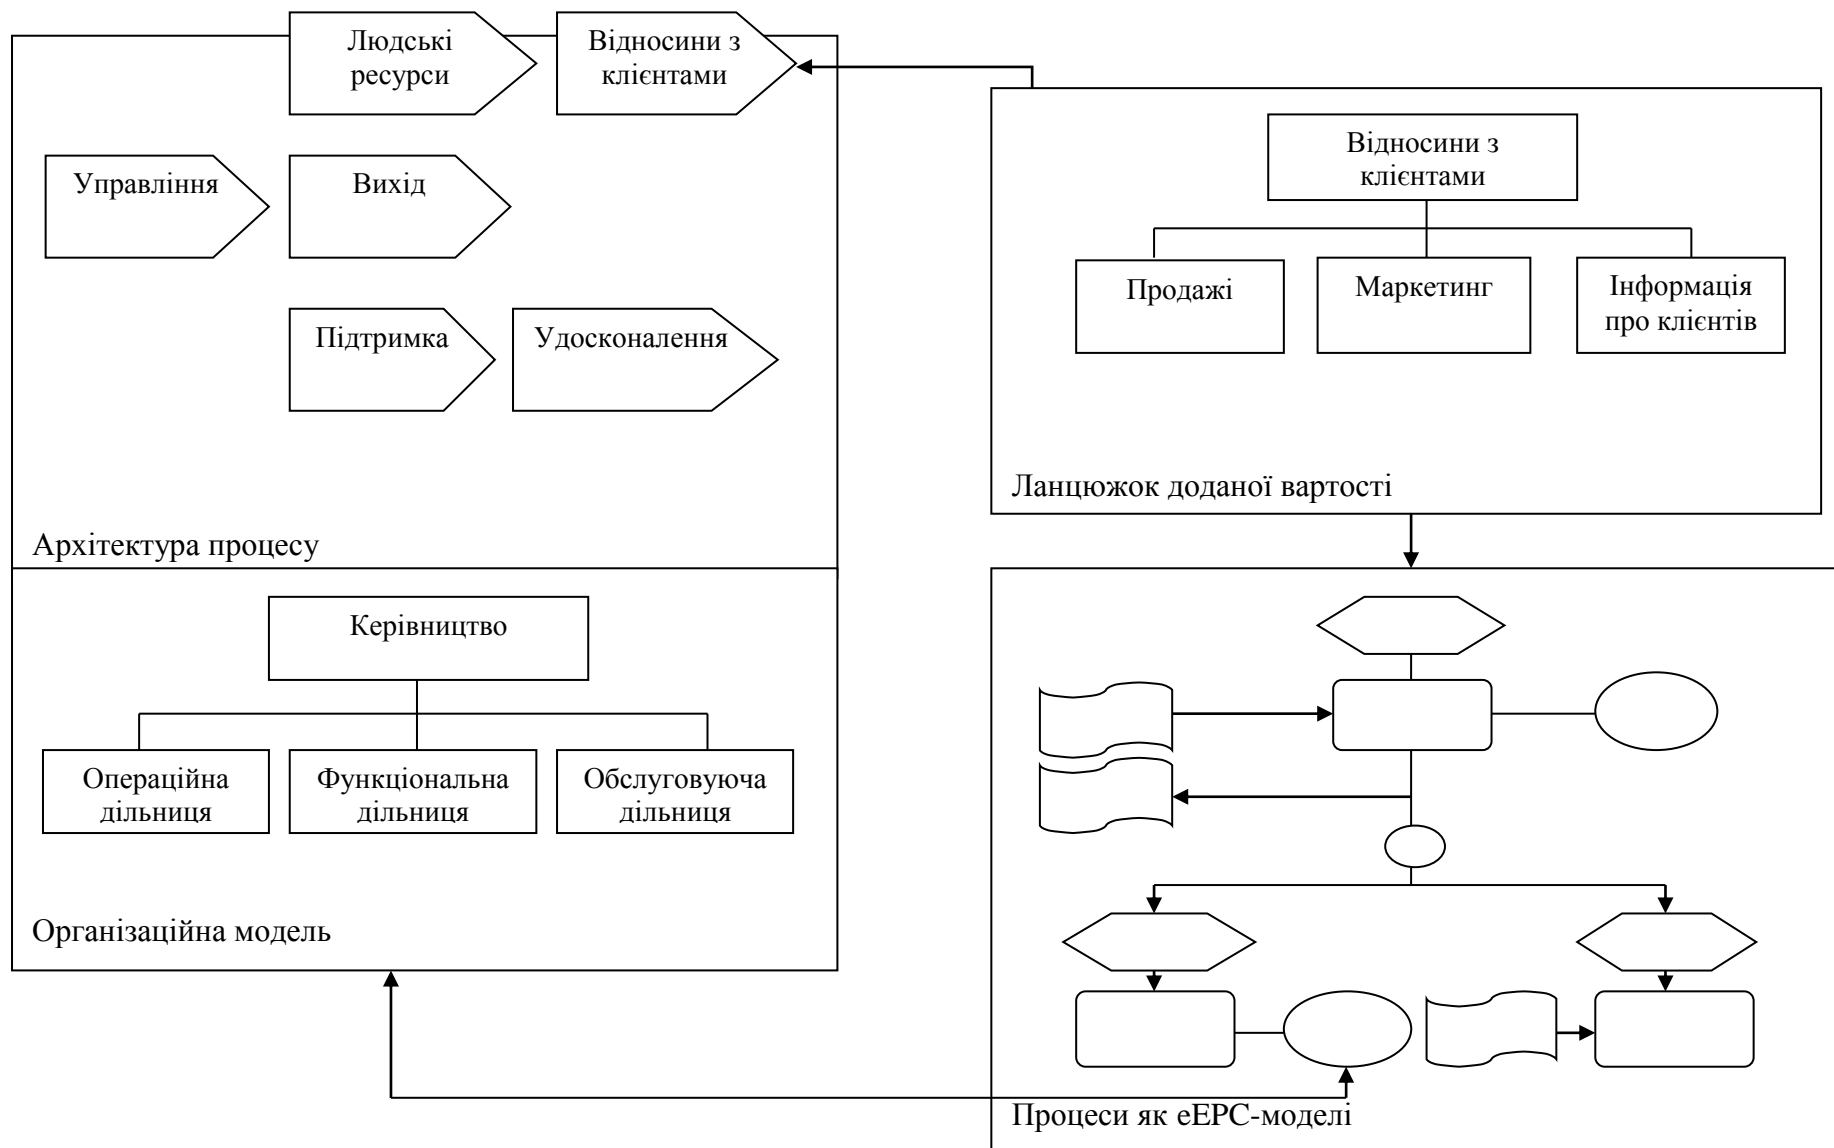 Людські
ресурси
Відносини з
клієнтами
Управління
Вихід
Підтримка
Удосконалення
Архітектура процесу
Відносини з
клієнтами
Продажі
Маркетинг
Інформація
про клієнтів
Ланцюжок доданої вартості
Керівництво
Операційна
дільниця
Функціональна
дільниця
Обслуговуюча
дільниця
Організаційна модель
Процеси як eEPC-моделі